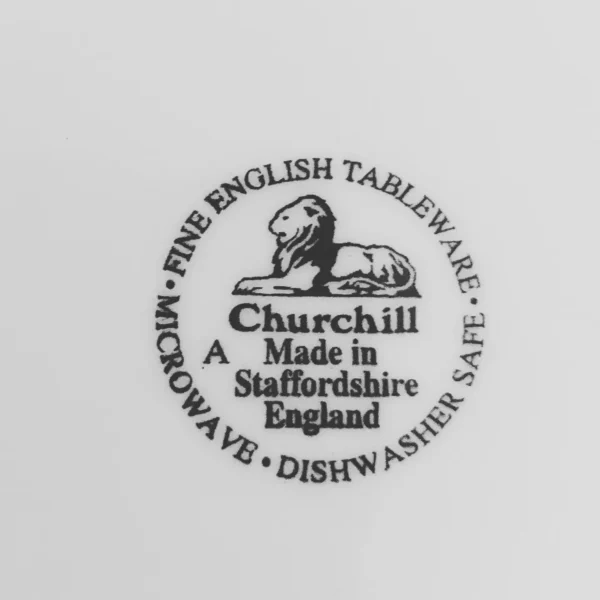 • FINE ENGLISH TABLEWARE •
MICROWAVE • DISHWASHER SAFE
Churchill
A Made in
Staffordshire
England